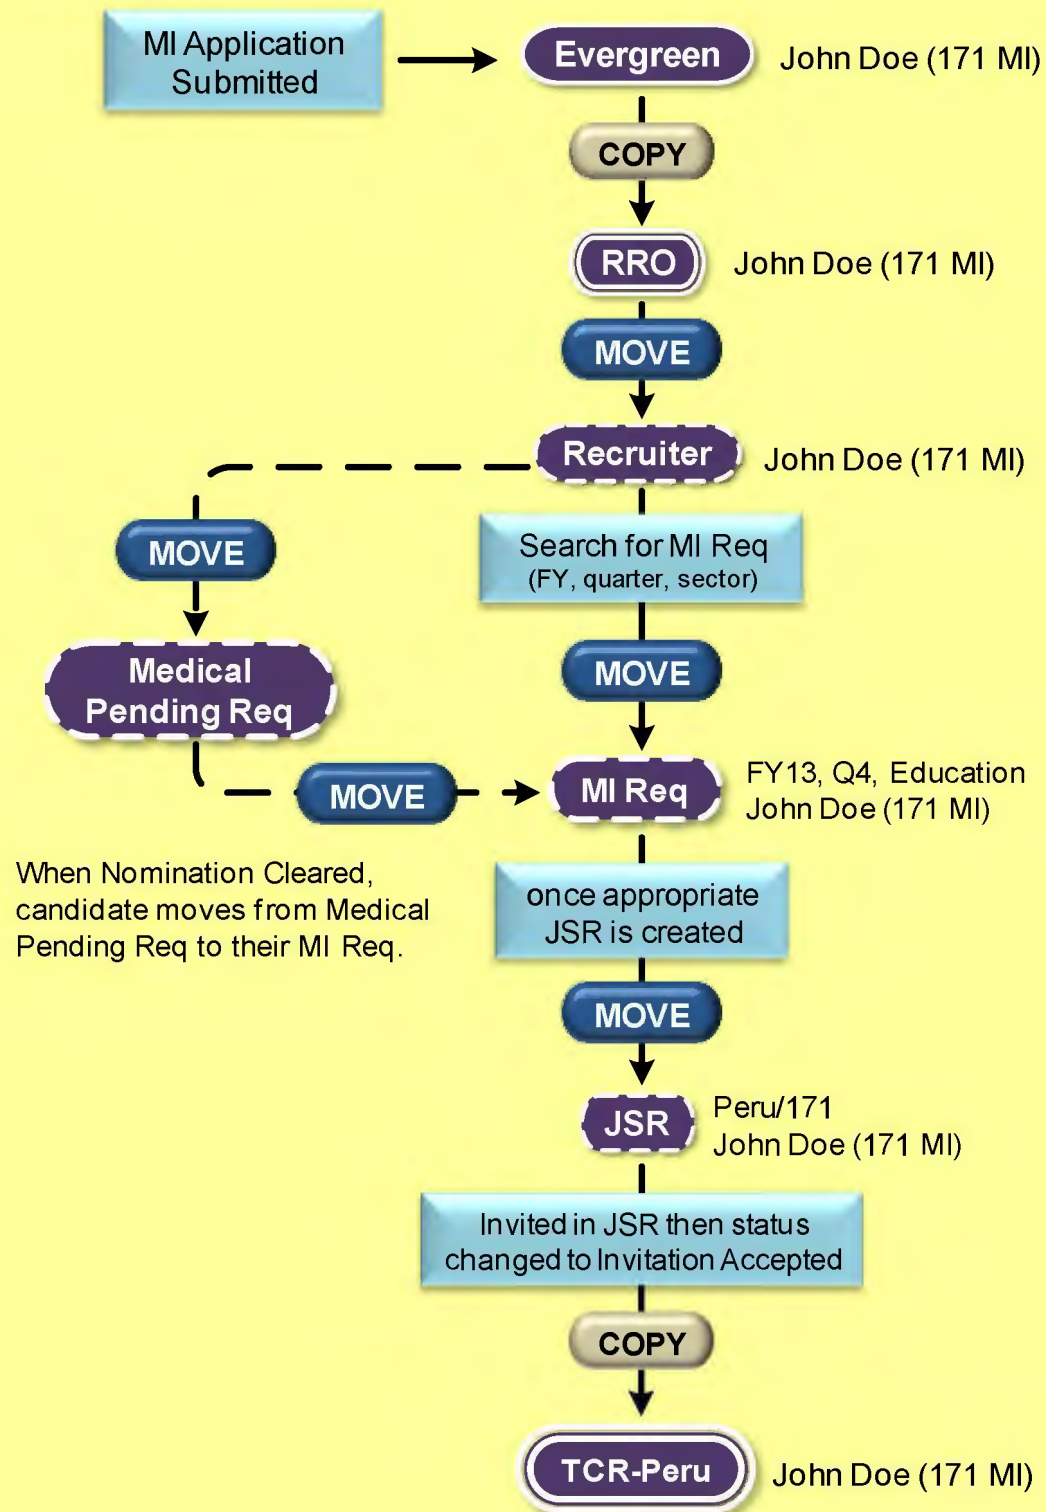 MI Application
Submitted
Evergreen
John Doe (171 MI)
COPY
RRO
John Doe (171 MI)
MOVE
Recruiter
John Doe (171 MI)
MOVE
Search for MI Req
(FY, quarter, sector)
Medical
Pending Req
MOVE
MOVE
MI Req
FY13, Q4, Education
John Doe (171 MI)
When Nomination Cleared,
candidate moves from Medical
Pending Req to their MI Req.
once appropriate
JSR is created
MOVE
JSR
Peru/171
John Doe (171 MI)
Invited in JSR then status
changed to Invitation Accepted
COPY
TCR-Peru
John Doe (171 MI)